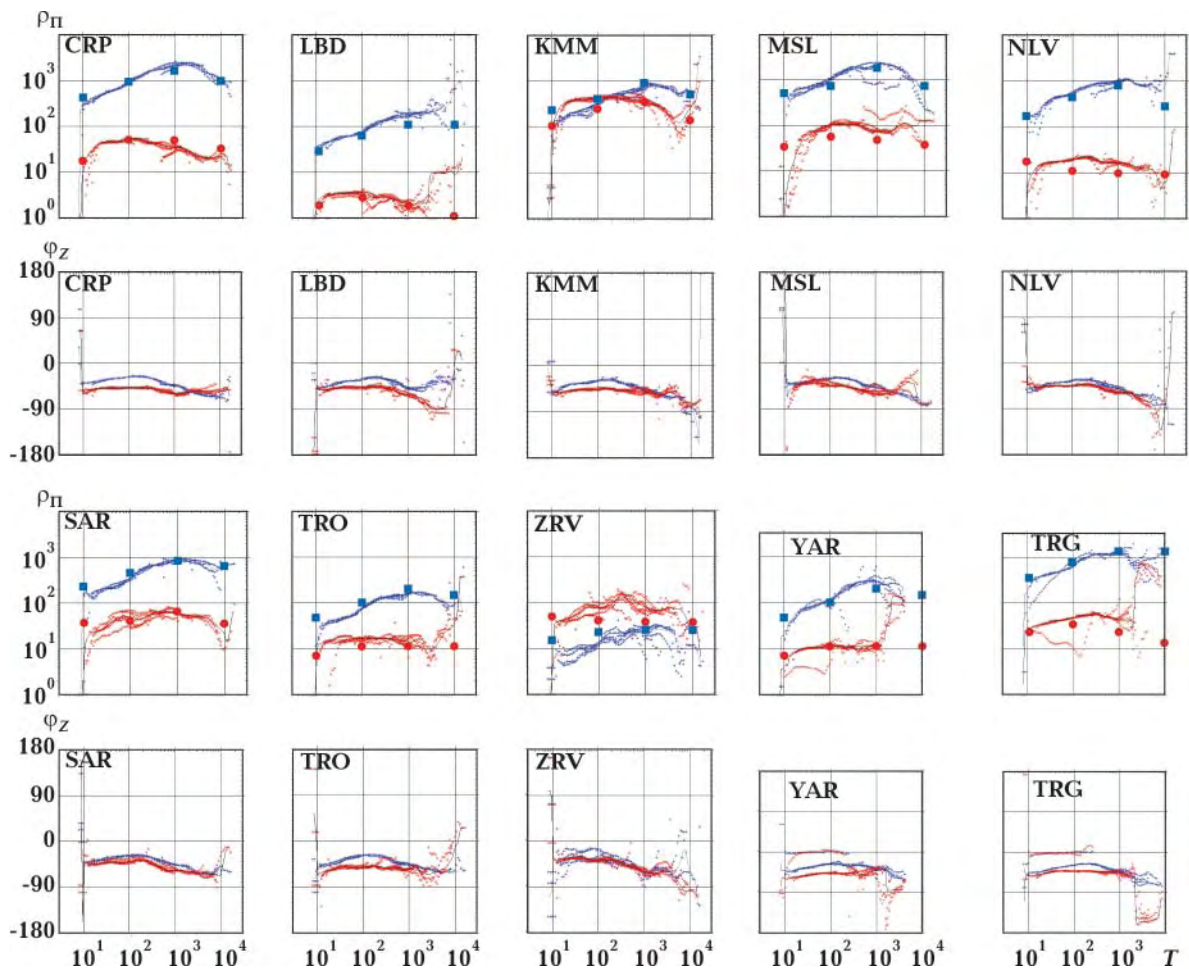 ρΠ
CRP LBD KMM MSL NLV
10³
10²
10¹
10⁰
φZ
180 CRP LBD KMM MSL NLV
90
0
-90
-180
ρΠ
SAR TRO ZRV YAR TRG
10³
10²
10¹
10⁰
φZ
180 SAR TRO ZRV YAR TRG
90
0
-90
-180
10¹ 10² 10³ 10⁴ 10¹ 10² 10³ 10⁴ 10¹ 10² 10³ 10⁴ 10¹ 10² 10³ 10⁴ 10¹ 10² 10³ T